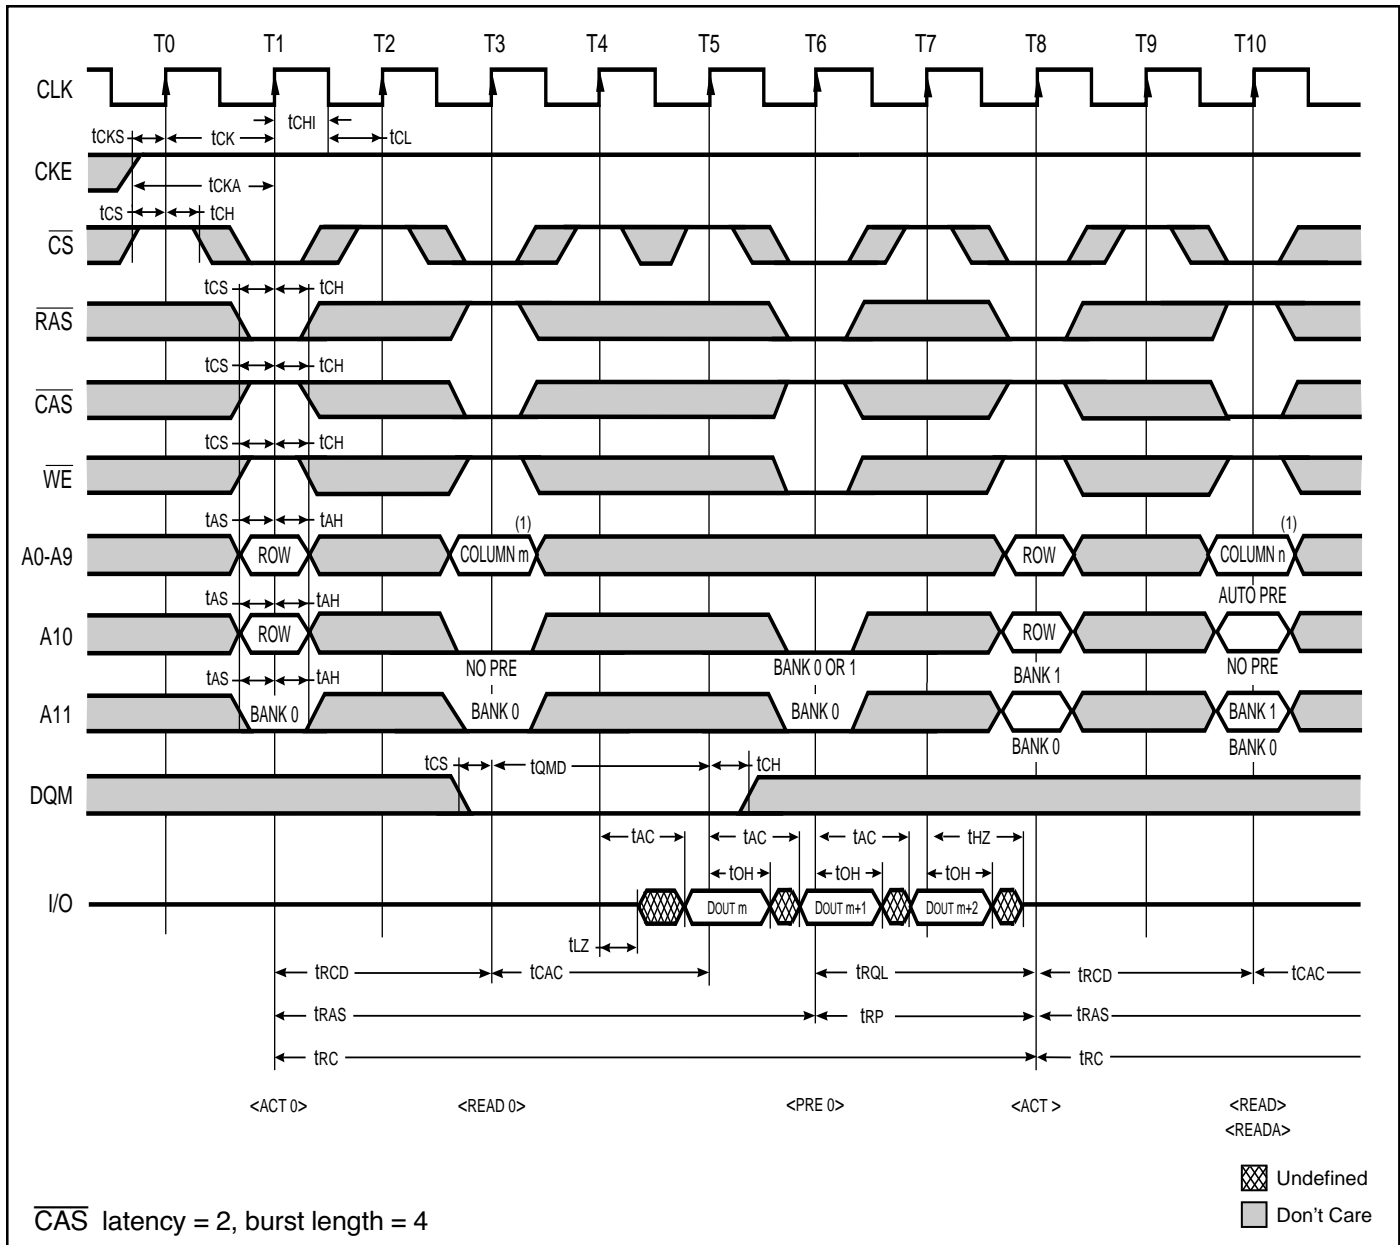 T0 T1 T2 T3 T4 T5 T6 T7 T8 T9 T10
CLK
tCHI
tCKS tCK tCL
CKE
tCKA
tCS tCH
CS
tCS tCH
RAS
tCS tCH
CAS
tCS tCH
WE
tAS tAH (1) (1)
A0-A9 ROW COLUMN m ROW COLUMN n
tAS tAH AUTO PRE
A10 ROW ROW
NO PRE BANK 0 OR 1 BANK 1 NO PRE
tAS tAH
A11 BANK 0 BANK 0 BANK 0 BANK 1
BANK 0 BANK 0
tCS tQMD tCH
DQM
tAC tAC tAC tHZ
tOH tOH tOH
I/O DOUT m DOUT m+1 DOUT m+2
tLZ
tRCD tCAC tRQL tRCD tCAC
tRAS tRP tRAS
tRC tRC
<ACT 0> <READ 0> <PRE 0> <ACT > <READ>
<READA>
Undefined
Don't Care
CAS latency = 2, burst length = 4